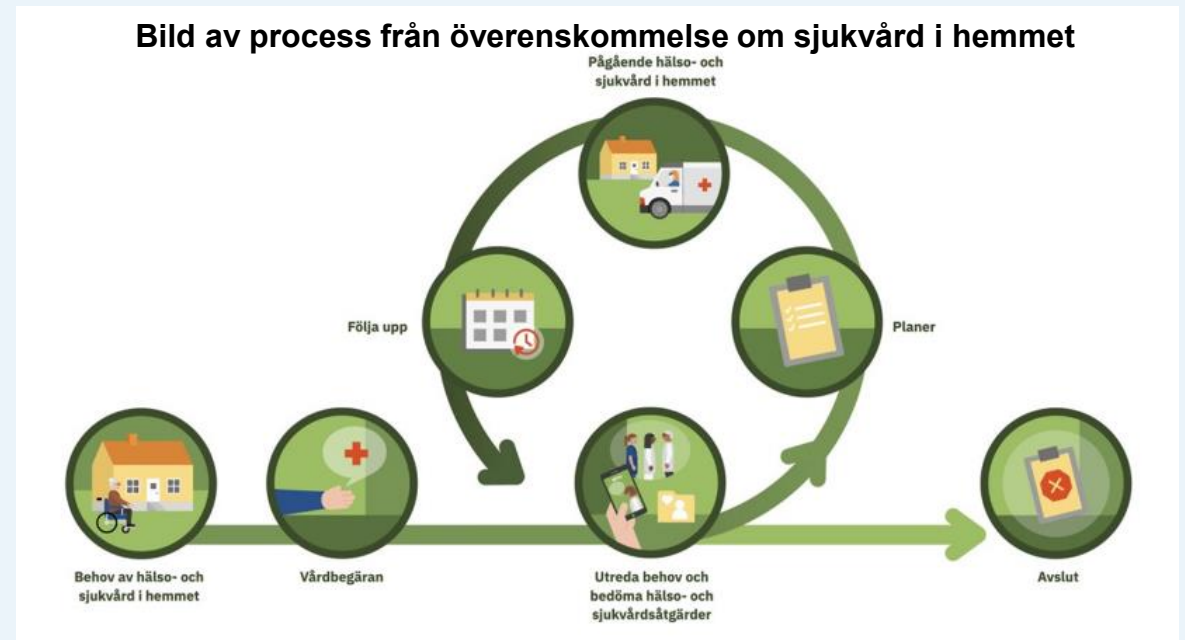 Bild av process från överenskommelse om sjukvård i hemmet
Pågående hälso- och
sjukvård i hemmet
Följa upp
Planer
Behov av hälso- och
sjukvård i hemmet
Vårdbegäran
Utreda behov och
bedöma hälso- och
sjukvårdsåtgärder
Avslut